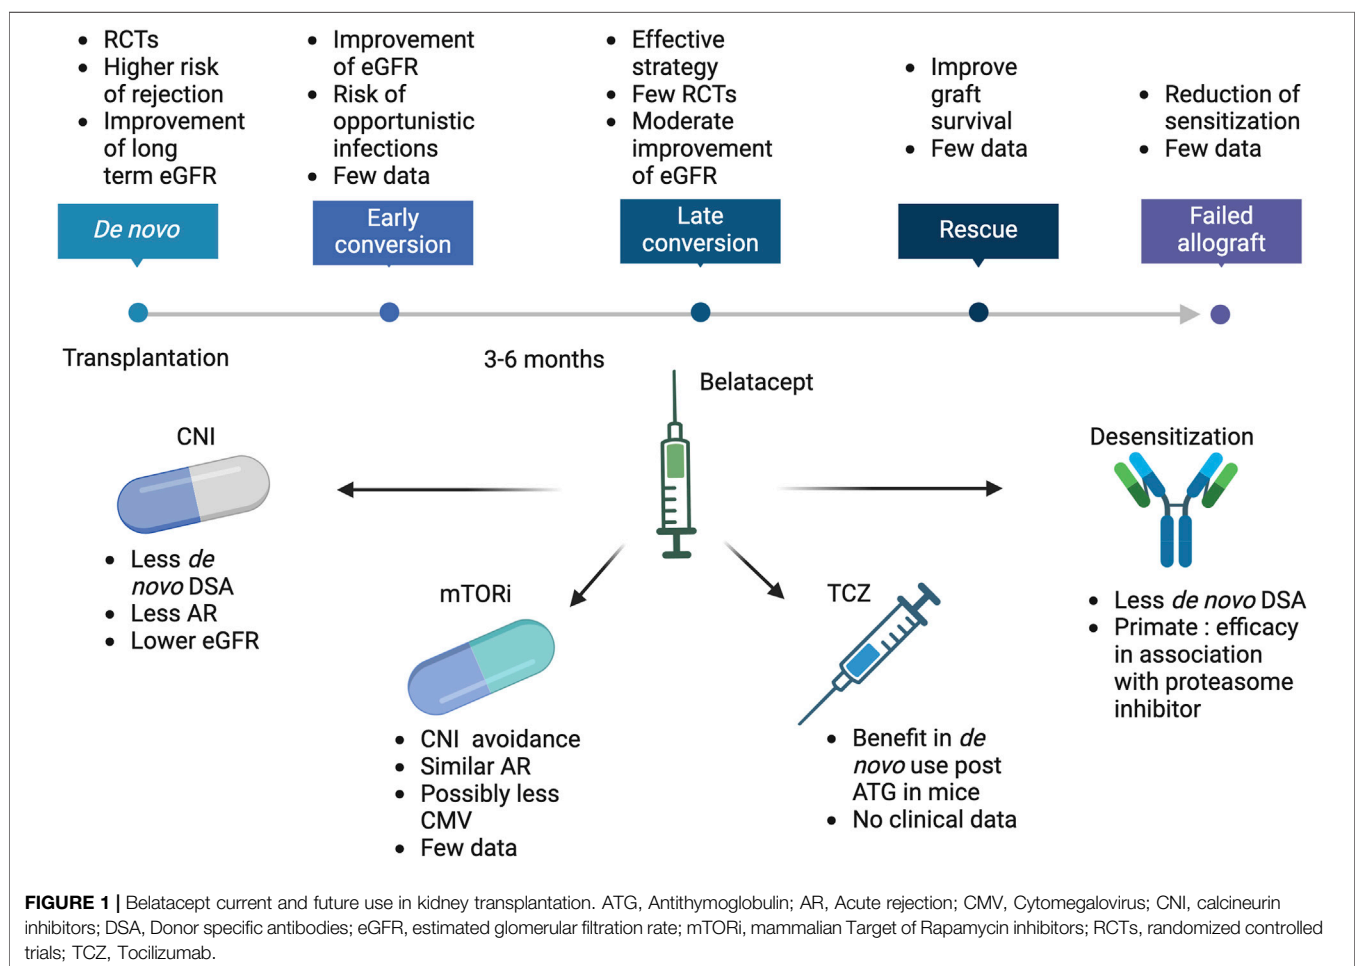 • RCTs
• Higher risk
of rejection
• Improvement
of long
term eGFR
• Improvement
of eGFR
• Risk of
opportunistic
infections
• Few data
• Effective
strategy
• Few RCTs
• Moderate
improvement
of eGFR
• Improve
graft
survival
• Few data
• Reduction of
sensitization
• Few data
De novo
Early
conversion
Late
conversion
Rescue
Failed
allograft
Transplantation
3-6 months
Belatacept
CNI
• Less de
novo DSA
• Less AR
• Lower eGFR
mTORi
• CNI avoidance
• Similar AR
• Possibly less
CMV
• Few data
TCZ
• Benefit in de
novo use post
ATG in mice
• No clinical data
Desensitization
• Less de novo DSA
• Primate : efficacy
in association
with proteasome
inhibitor
FIGURE 1 | Belatacept current and future use in kidney transplantation. ATG, Antithymoglobulin; AR, Acute rejection; CMV, Cytomegalovirus; CNI, calcineurin
inhibitors; DSA, Donor specific antibodies; eGFR, estimated glomerular filtration rate; mTORi, mammalian Target of Rapamycin inhibitors; RCTs, randomized controlled
trials; TCZ, Tocilizumab.